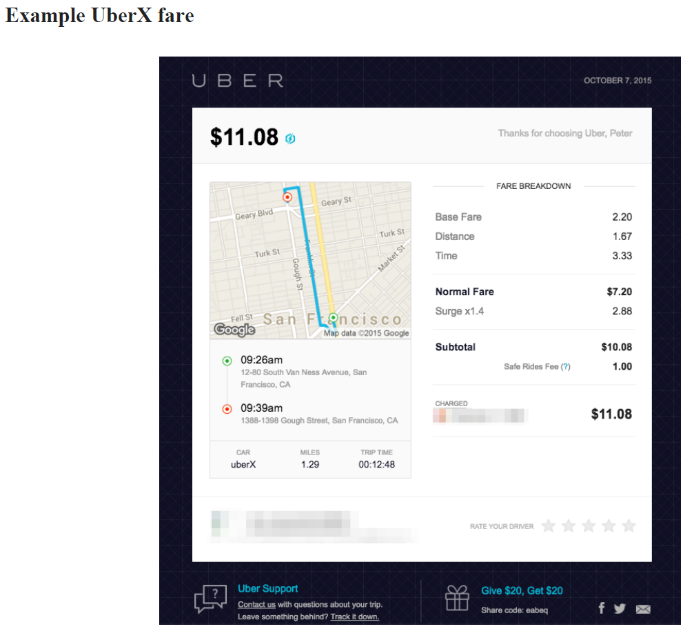 Example UberX fare
UBER
OCTOBER 7, 2015
$11.08
Thanks for choosing Uber, Peter
Geary St
Geary Blvd
Turk St
Turk St
Gough St
Market St
Fell St
San Francisco
Google
Map data ©2015 Google
09:26am
12-80 South Van Ness Avenue, San
Francisco, CA
09:39am
1388-1398 Gough Street, San Francisco, CA
CAR MILES TRIP TIME
uberX 1.29 00:12:48
FARE BREAKDOWN
Base Fare 2.20
Distance 1.67
Time 3.33
Normal Fare $7.20
Surge x1.4 2.88
Subtotal $10.08
Safe Rides Fee (?) 1.00
CHARGED
$11.08
RATE YOUR DRIVER
?
Uber Support
Contact us with questions about your trip.
Leave something behind? Track it down.
Give $20, Get $20
Share code: eabeq